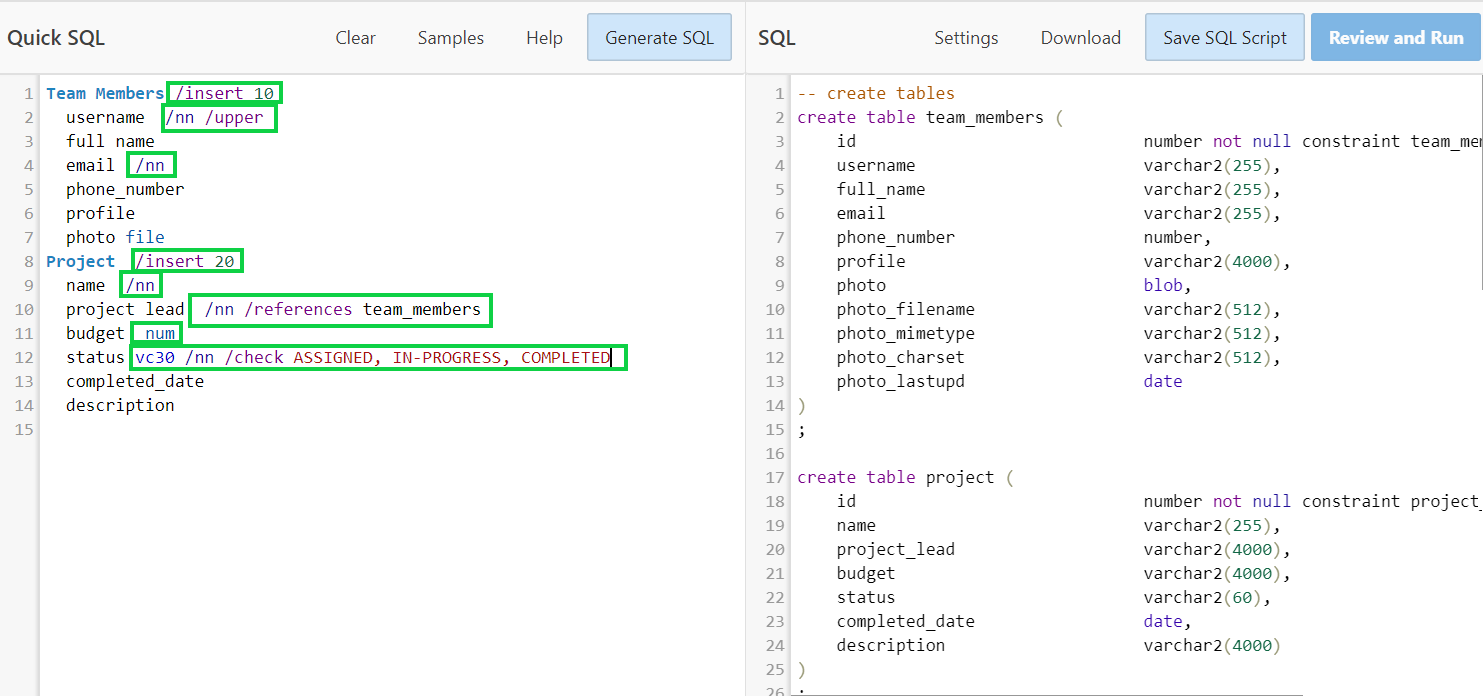 Quick SQL Clear Samples Help Generate SQL
1 Team Members /insert 10
2 username /nn /upper
3 full name
4 email /nn
5 phone_number
6 profile
7 photo file
8 Project /insert 20
9 name /nn
10 project lead /nn /references team_members
11 budget num
12 status vc30 /nn /check ASSIGNED, IN-PROGRESS, COMPLETED
13 completed_date
14 description
15
SQL Settings Download Save SQL Script Review and Run
1 -- create tables
2 create table team_members (
3 id number not null constraint team_mem
4 username varchar2(255),
5 full_name varchar2(255),
6 email varchar2(255),
7 phone_number number,
8 profile varchar2(4000),
9 photo blob,
10 photo_filename varchar2(512),
11 photo_mimetype varchar2(512),
12 photo_charset varchar2(512),
13 photo_lastupd date
14 )
15 ;
16
17 create table project (
18 id number not null constraint project_
19 name varchar2(255),
20 project_lead varchar2(4000),
21 budget varchar2(4000),
22 status varchar2(60),
23 completed_date date,
24 description varchar2(4000)
25 )
26 ;